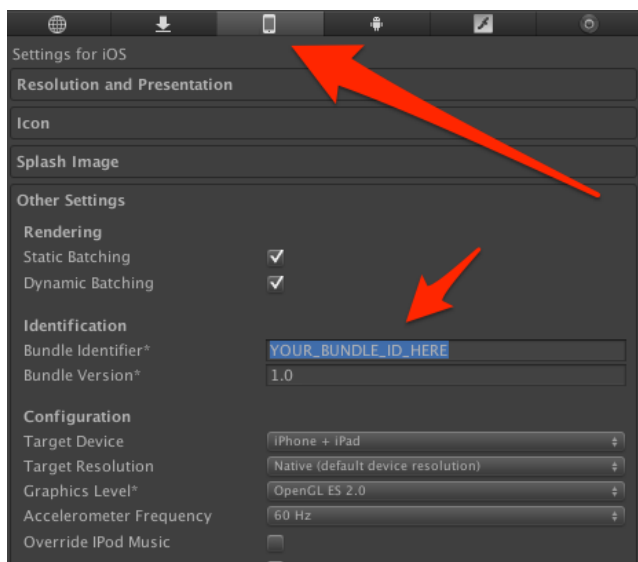 Settings for iOS
Resolution and Presentation
Icon
Splash Image
Other Settings
Rendering
Static Batching
Dynamic Batching
Identification
Bundle Identifier* YOUR_BUNDLE_ID_HERE
Bundle Version* 1.0
Configuration
Target Device iPhone + iPad
Target Resolution Native (default device resolution)
Graphics Level* OpenGL ES 2.0
Accelerometer Frequency 60 Hz
Override IPod Music